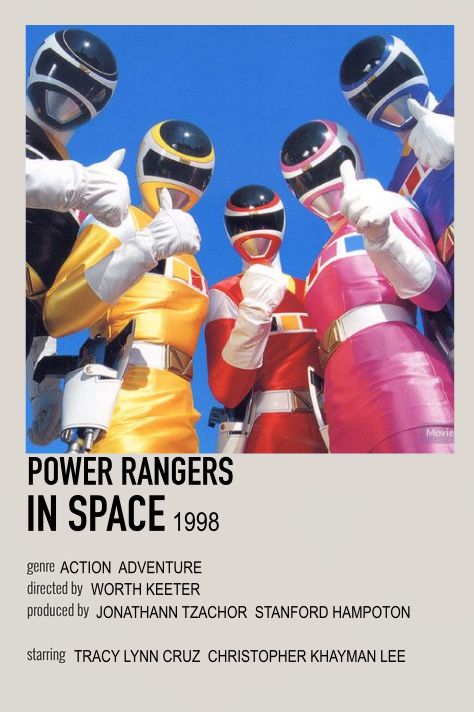 Movie
POWER RANGERS
IN SPACE 1998
genre ACTION ADVENTURE
directed by WORTH KEETER
produced by JONATHANN TZACHOR STANFORD HAMPOTON
starring TRACY LYNN CRUZ CHRISTOPHER KHAYMAN LEE